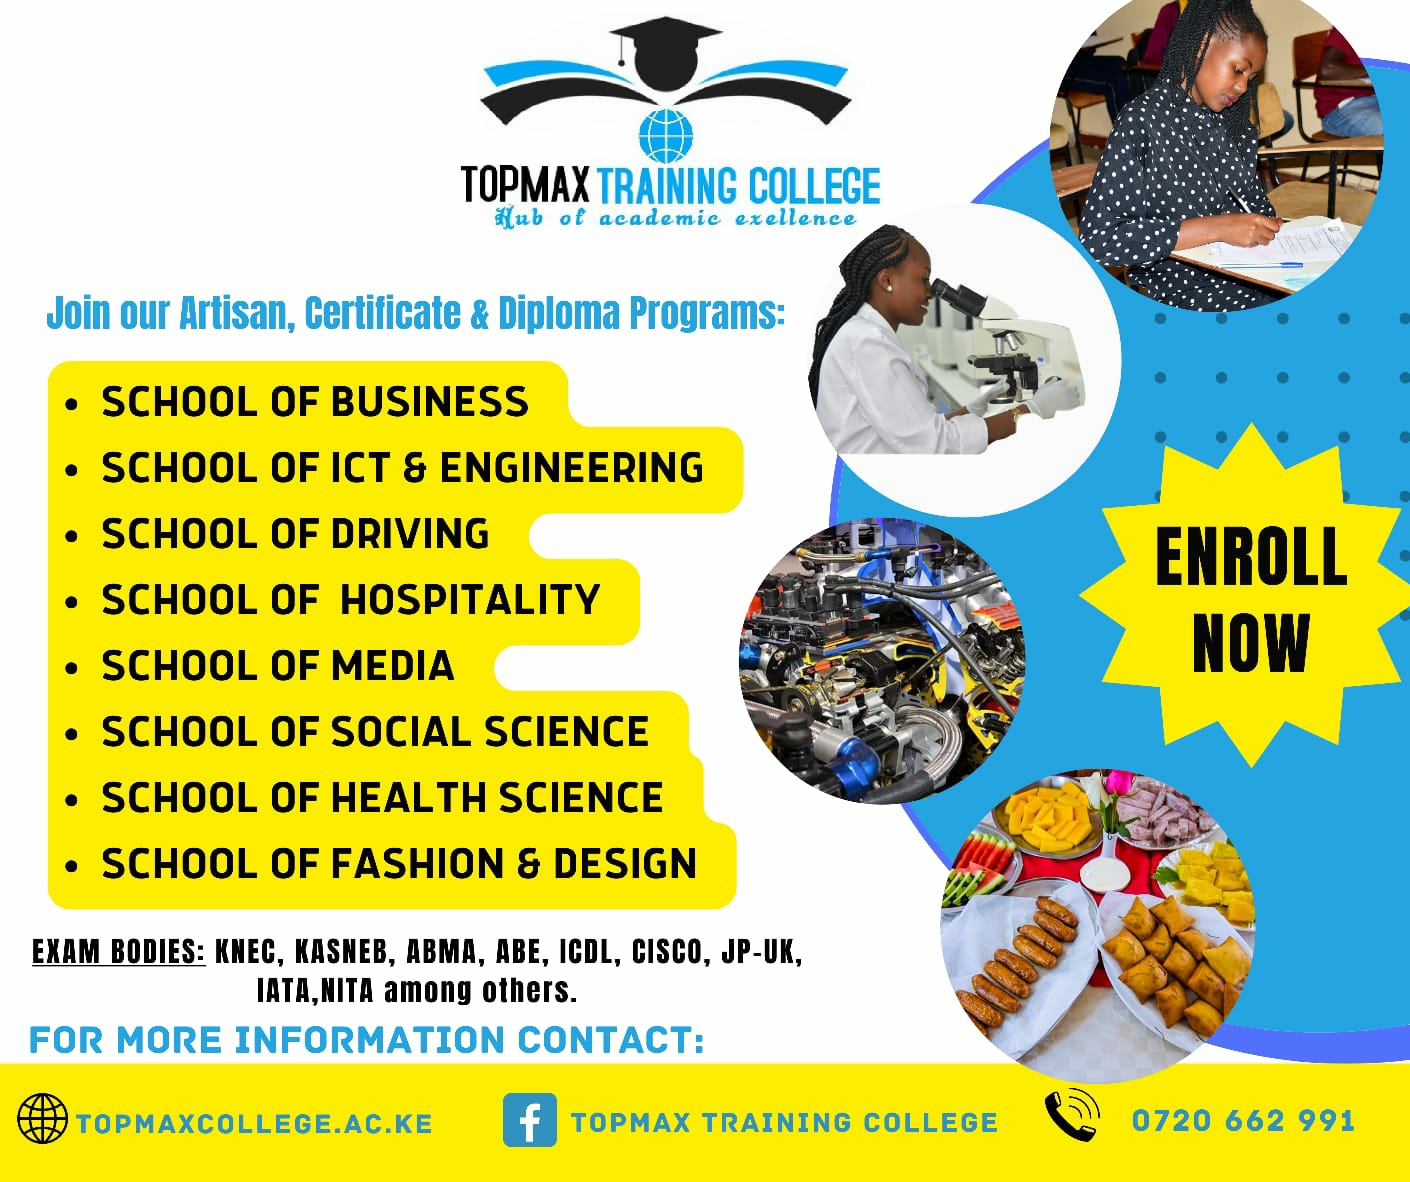 TOPMAX TRAINING COLLEGE
Hub of academic exellence
Join our Artisan, Certificate & Diploma Programs:
• SCHOOL OF BUSINESS
• SCHOOL OF ICT & ENGINEERING
• SCHOOL OF DRIVING
• SCHOOL OF HOSPITALITY
• SCHOOL OF MEDIA
• SCHOOL OF SOCIAL SCIENCE
• SCHOOL OF HEALTH SCIENCE
• SCHOOL OF FASHION & DESIGN
ENROLL
NOW
EXAM BODIES: KNEC, KASNEB, ABMA, ABE, ICDL, CISCO, JP-UK,
IATA,NITA among others.
FOR MORE INFORMATION CONTACT:
TOPMAXCOLLEGE.AC.KE
f TOPMAX TRAINING COLLEGE
0720 662 991